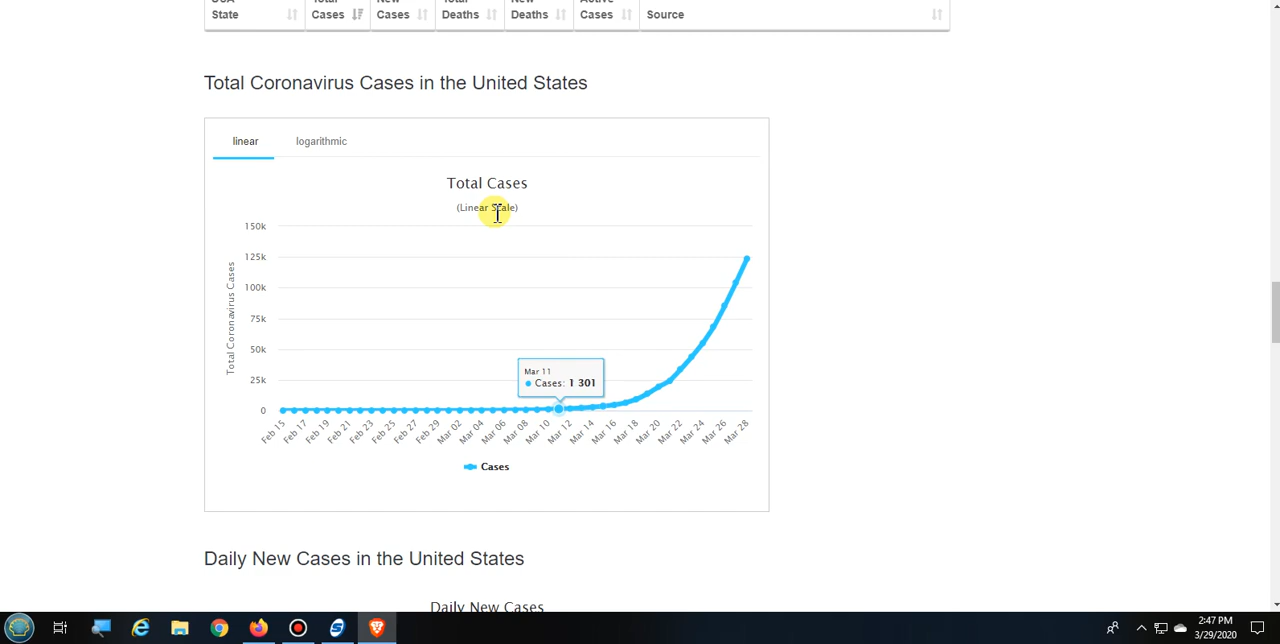 USA Total New Total New Active
State Cases Cases Deaths Deaths Cases Source
Total Coronavirus Cases in the United States
linear logarithmic
Total Cases
(Linear Scale)
150k
125k
100k
75k
50k
25k
0
Total Coronavirus Cases
Mar 11
Cases: 1 301
Feb 15 Feb 17 Feb 19 Feb 21 Feb 23 Feb 25 Feb 27 Feb 29 Mar 02 Mar 04 Mar 06 Mar 08 Mar 10 Mar 12 Mar 14 Mar 16 Mar 18 Mar 20 Mar 22 Mar 24 Mar 26 Mar 28
Cases
Daily New Cases in the United States
Daily New Cases
2:47 PM
3/29/2020